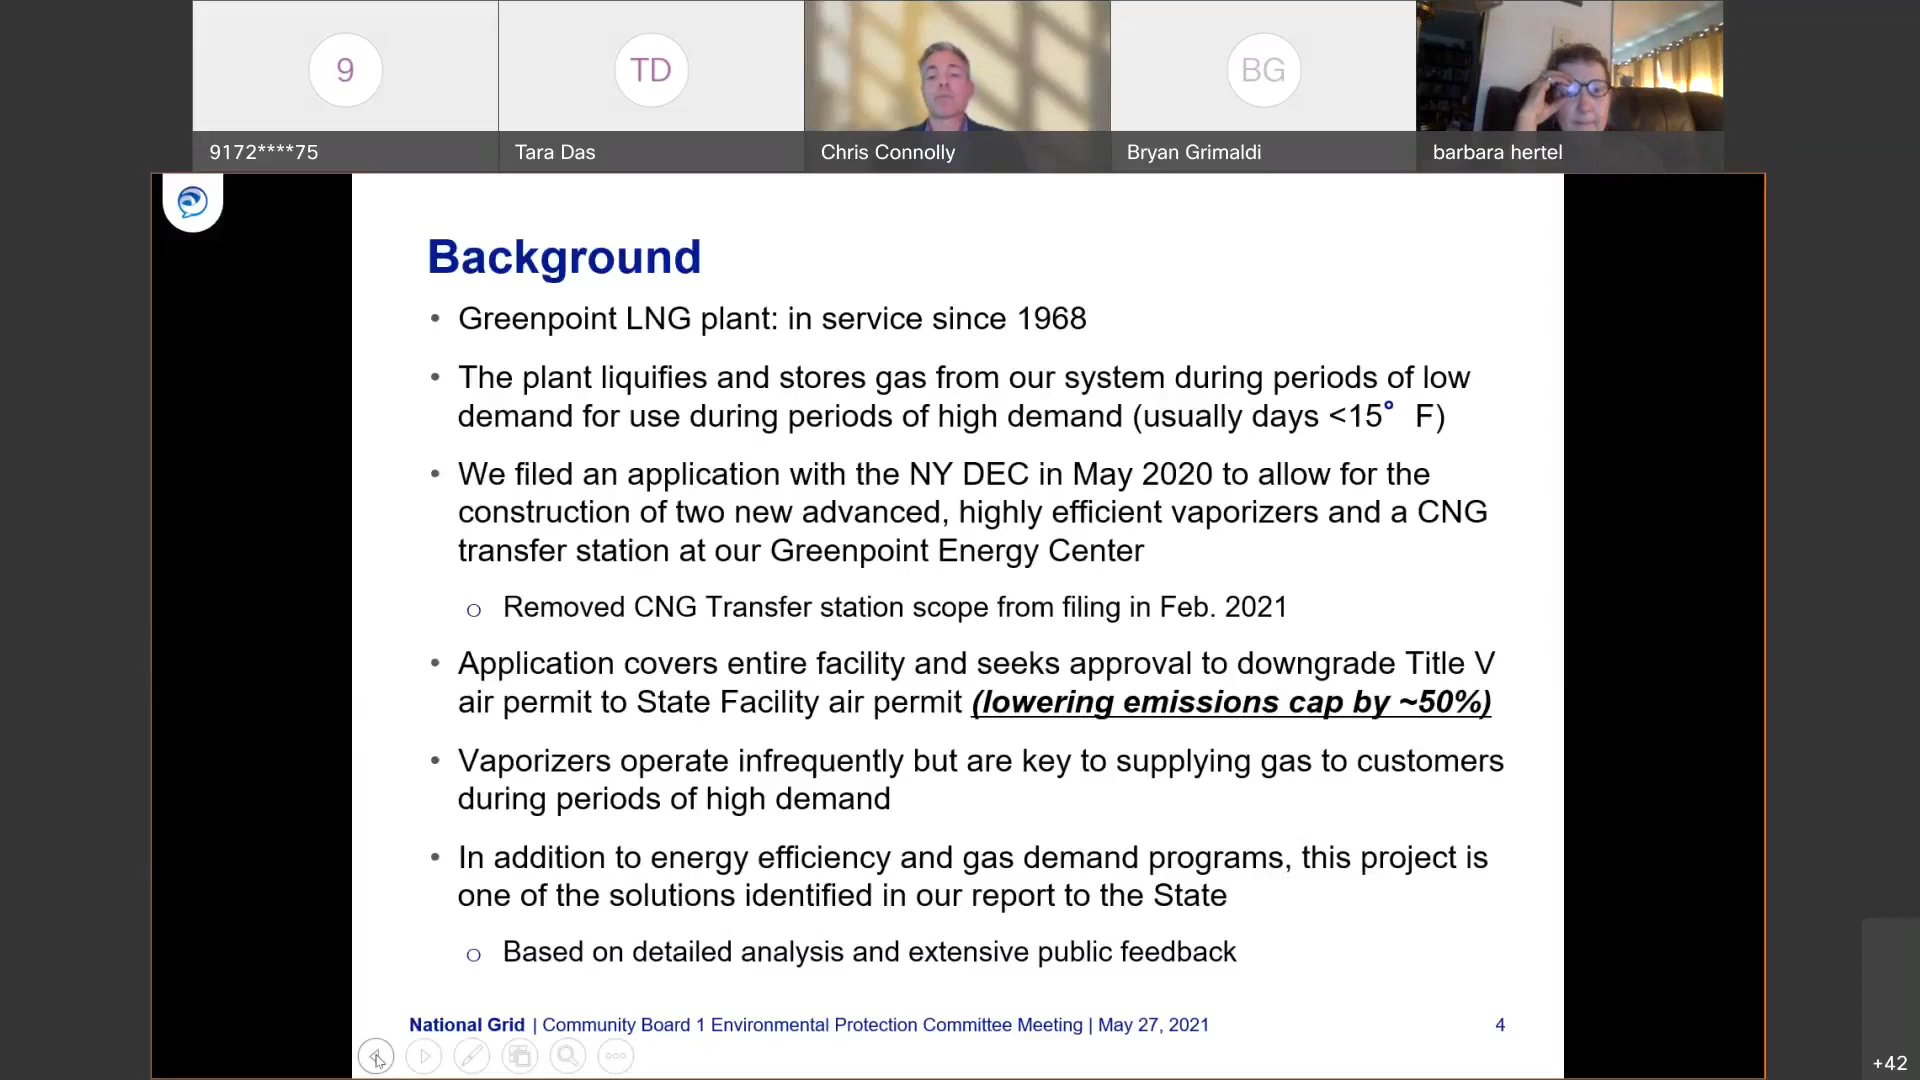 9
TD
BG
9172****75
Tara Das
Chris Connolly
Bryan Grimaldi
barbara hertel
Background
• Greenpoint LNG plant: in service since 1968
• The plant liquifies and stores gas from our system during periods of low
demand for use during periods of high demand (usually days <15° F)
• We filed an application with the NY DEC in May 2020 to allow for the
construction of two new advanced, highly efficient vaporizers and a CNG
transfer station at our Greenpoint Energy Center
o Removed CNG Transfer station scope from filing in Feb. 2021
• Application covers entire facility and seeks approval to downgrade Title V
air permit to State Facility air permit (lowering emissions cap by ~50%)
• Vaporizers operate infrequently but are key to supplying gas to customers
during periods of high demand
• In addition to energy efficiency and gas demand programs, this project is
one of the solutions identified in our report to the State
o Based on detailed analysis and extensive public feedback
National Grid | Community Board 1 Environmental Protection Committee Meeting | May 27, 2021
4
+42